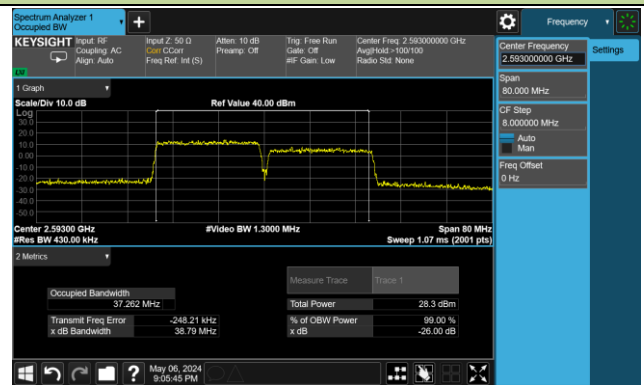 Spectrum Analyzer 1
Occupied BW
Frequency
KEYSIGHT
Input: RF
Coupling: AC
Align: Auto
Input Z: 50 Ω
Corr CCorr
Freq Ref: Int (S)
Atten: 10 dB
Preamp: Off
Trig: Free Run
Gate: Off
#IF Gain: Low
Center Freq: 2.593000000 GHz
Avg|Hold:>100/100
Radio Std: None
Center Frequency
2.593000000 GHz
Settings
Span
80.000 MHz
CF Step
8.000000 MHz
Auto
Man
Freq Offset
0 Hz
1 Graph
Scale/Div 10.0 dB
Ref Value 40.00 dBm
Log
30.0
20.0
10.0
0.00
-10.0
-20.0
-30.0
-40.0
-50.0
Center 2.59300 GHz
#Video BW 1.3000 MHz
Span 80 MHz
#Res BW 430.00 kHz
Sweep 1.07 ms (2001 pts)
2 Metrics
Measure Trace
Trace 1
Occupied Bandwidth
37.262 MHz
Total Power
28.3 dBm
Transmit Freq Error
-248.21 kHz
% of OBW Power
99.00 %
x dB Bandwidth
38.79 MHz
x dB
-26.00 dB
?
May 06, 2024
9:05:45 PM